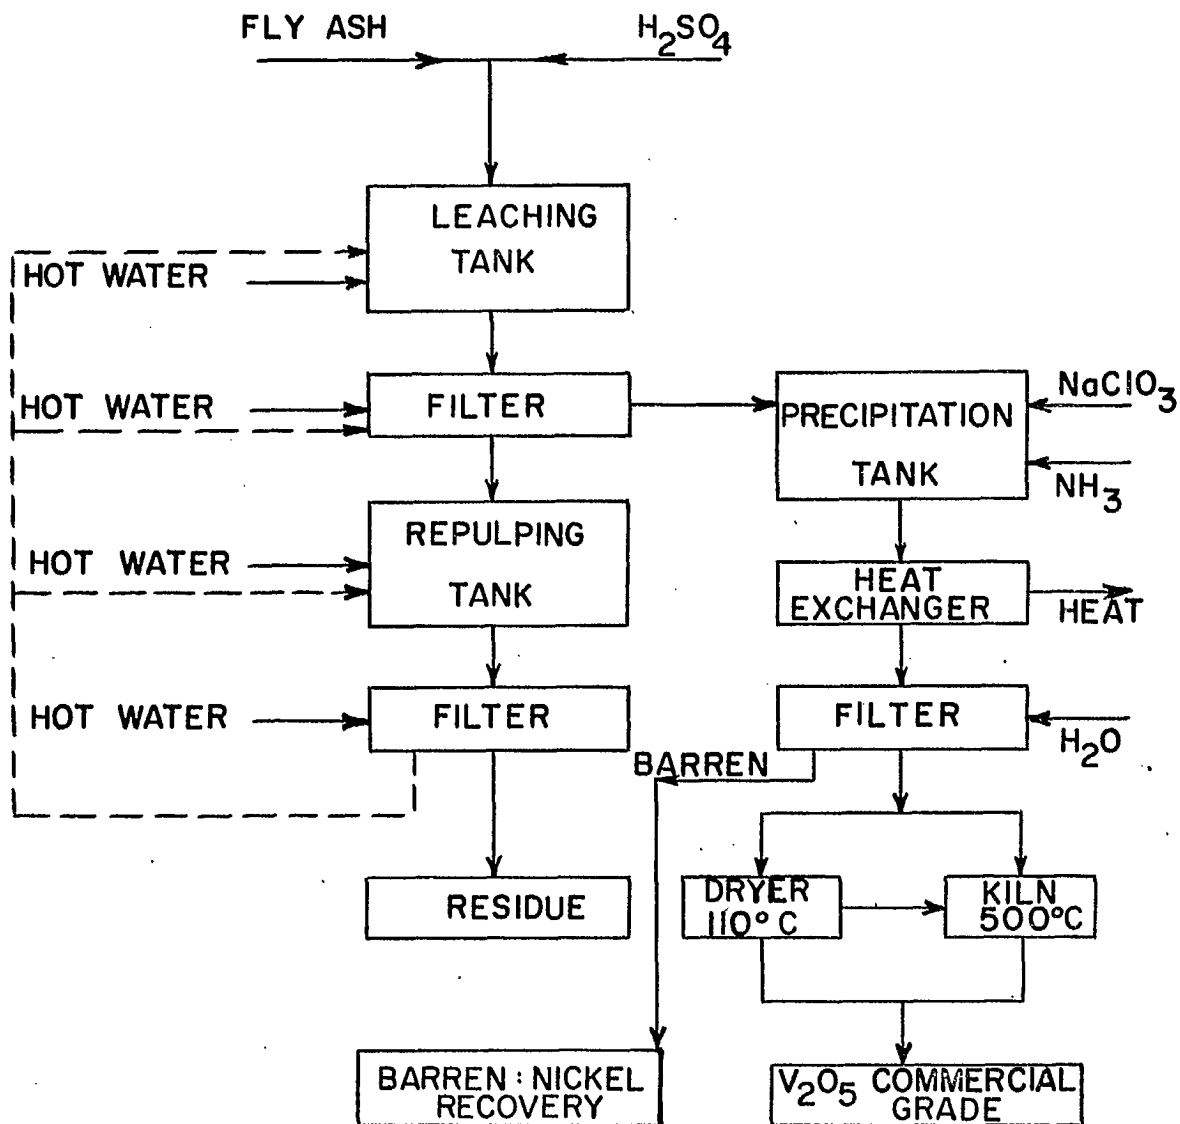 FLY ASH
H2SO4
LEACHING
TANK
HOT WATER
HOT WATER
FILTER
PRECIPITATION
TANK
NaClO3
NH3
REPULPING
TANK
HOT WATER
HEAT
EXCHANGER
HEAT
HOT WATER
FILTER
FILTER
H2O
BARREN
RESIDUE
DRYER
110°C
KILN
500°C
BARREN : NICKEL
RECOVERY
V2O5 COMMERCIAL
GRADE